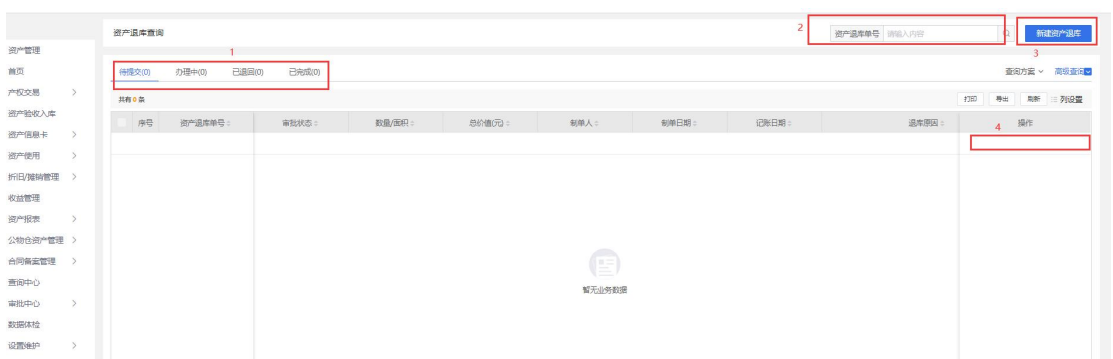 资产退库查询
2
资产退库单号 请输入内容
新建资产退库
3
资产管理
首页
产权交易
资产验收入库
资产信息卡
资产使用
折旧/摊销管理
收益管理
资产报表
公物仓资产管理
合同备案管理
查询中心
审批中心
数据体检
设置维护
1
待提交(0) 办理中(0) 已退回(0) 已完成(0)
查询方案 高级查询
共有 0 条
打印 导出 刷新 列设置
序号 资产退库单号 审批状态 数量/面积 总价值(元) 制单人 制单日期 记账日期 退库原因 操作
4
暂无业务数据